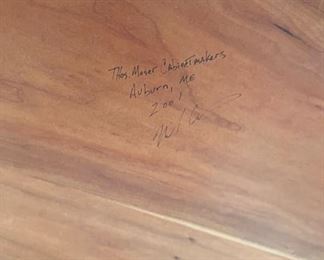 Thos. Moser Cabinetmakers
Auburn, ME
2001